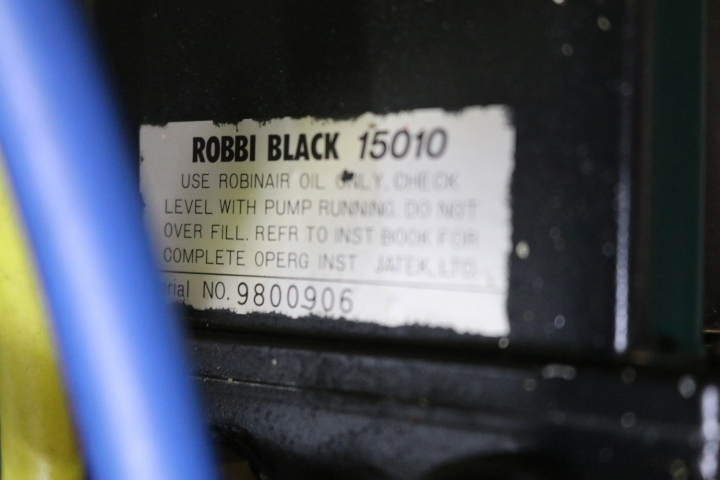 ROBBI BLACK 15010
USE ROBINAIR OIL ONLY. CHECK
LEVEL WITH PUMP RUNNING. DO NOT
OVER FILL. REFR TO INST BOOK FOR
COMPLETE OPERG INST JATEK, LTD.
rial NO. 9800906